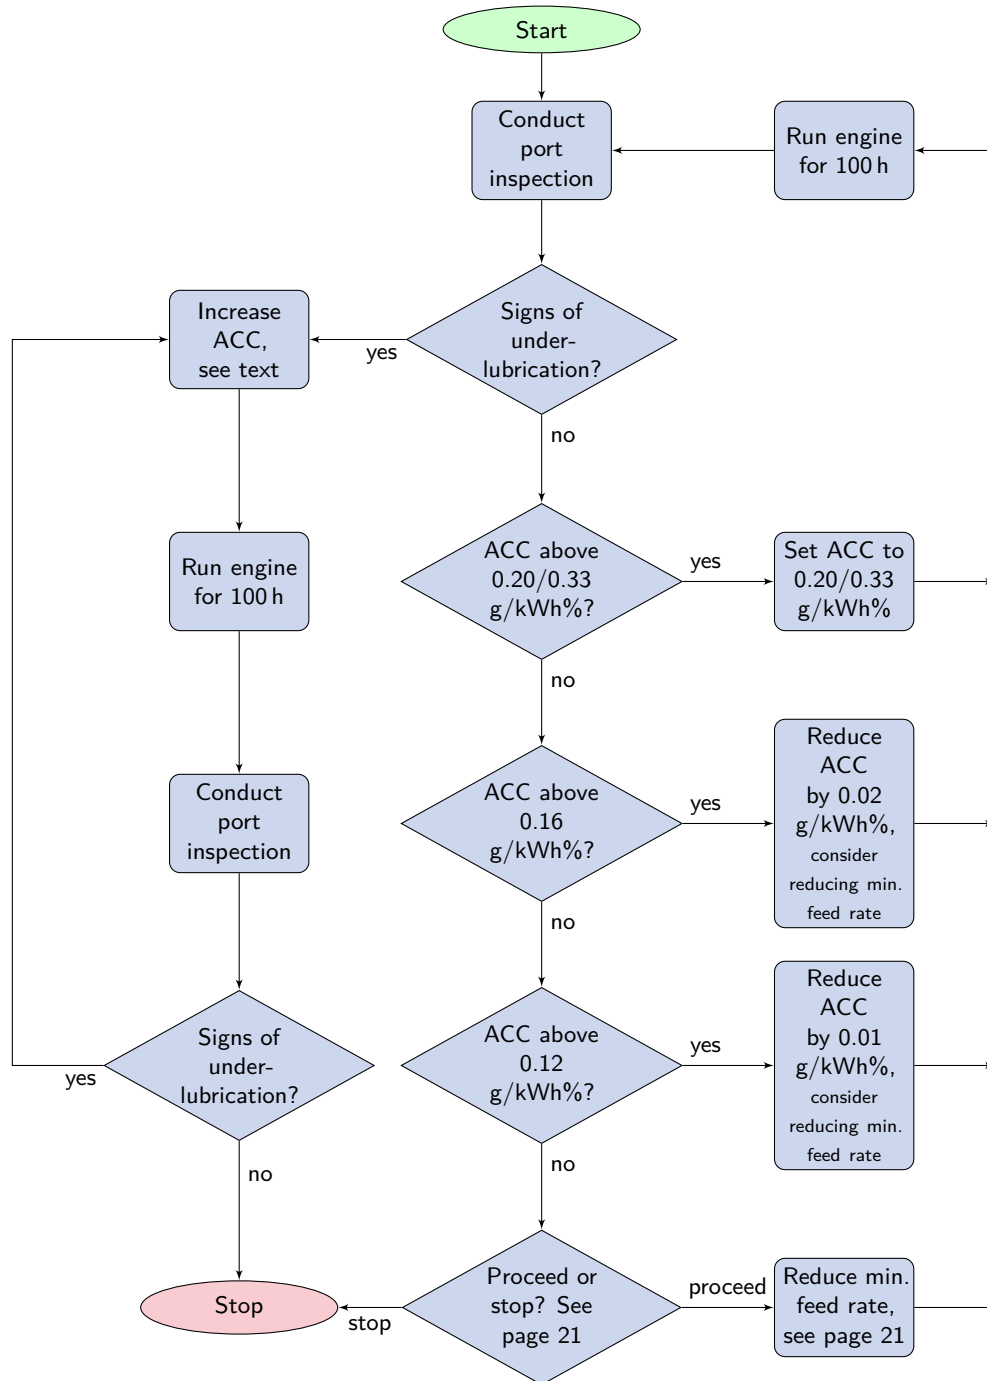 Start
Conduct
port
inspection
Run engine
for 100 h
Increase
ACC,
see text
yes
Signs of
under-
lubrication?
no
Run engine
for 100 h
ACC above
0.20/0.33
g/kWh%?
yes
Set ACC to
0.20/0.33
g/kWh%
no
Conduct
port
inspection
ACC above
0.16
g/kWh%?
yes
Reduce
ACC
by 0.02
g/kWh%,
consider
reducing min.
feed rate
no
Signs of
under-
lubrication?
yes
no
ACC above
0.12
g/kWh%?
yes
Reduce
ACC
by 0.01
g/kWh%,
consider
reducing min.
feed rate
no
Stop
stop
Proceed or
stop? See
page 21
proceed
Reduce min.
feed rate,
see page 21